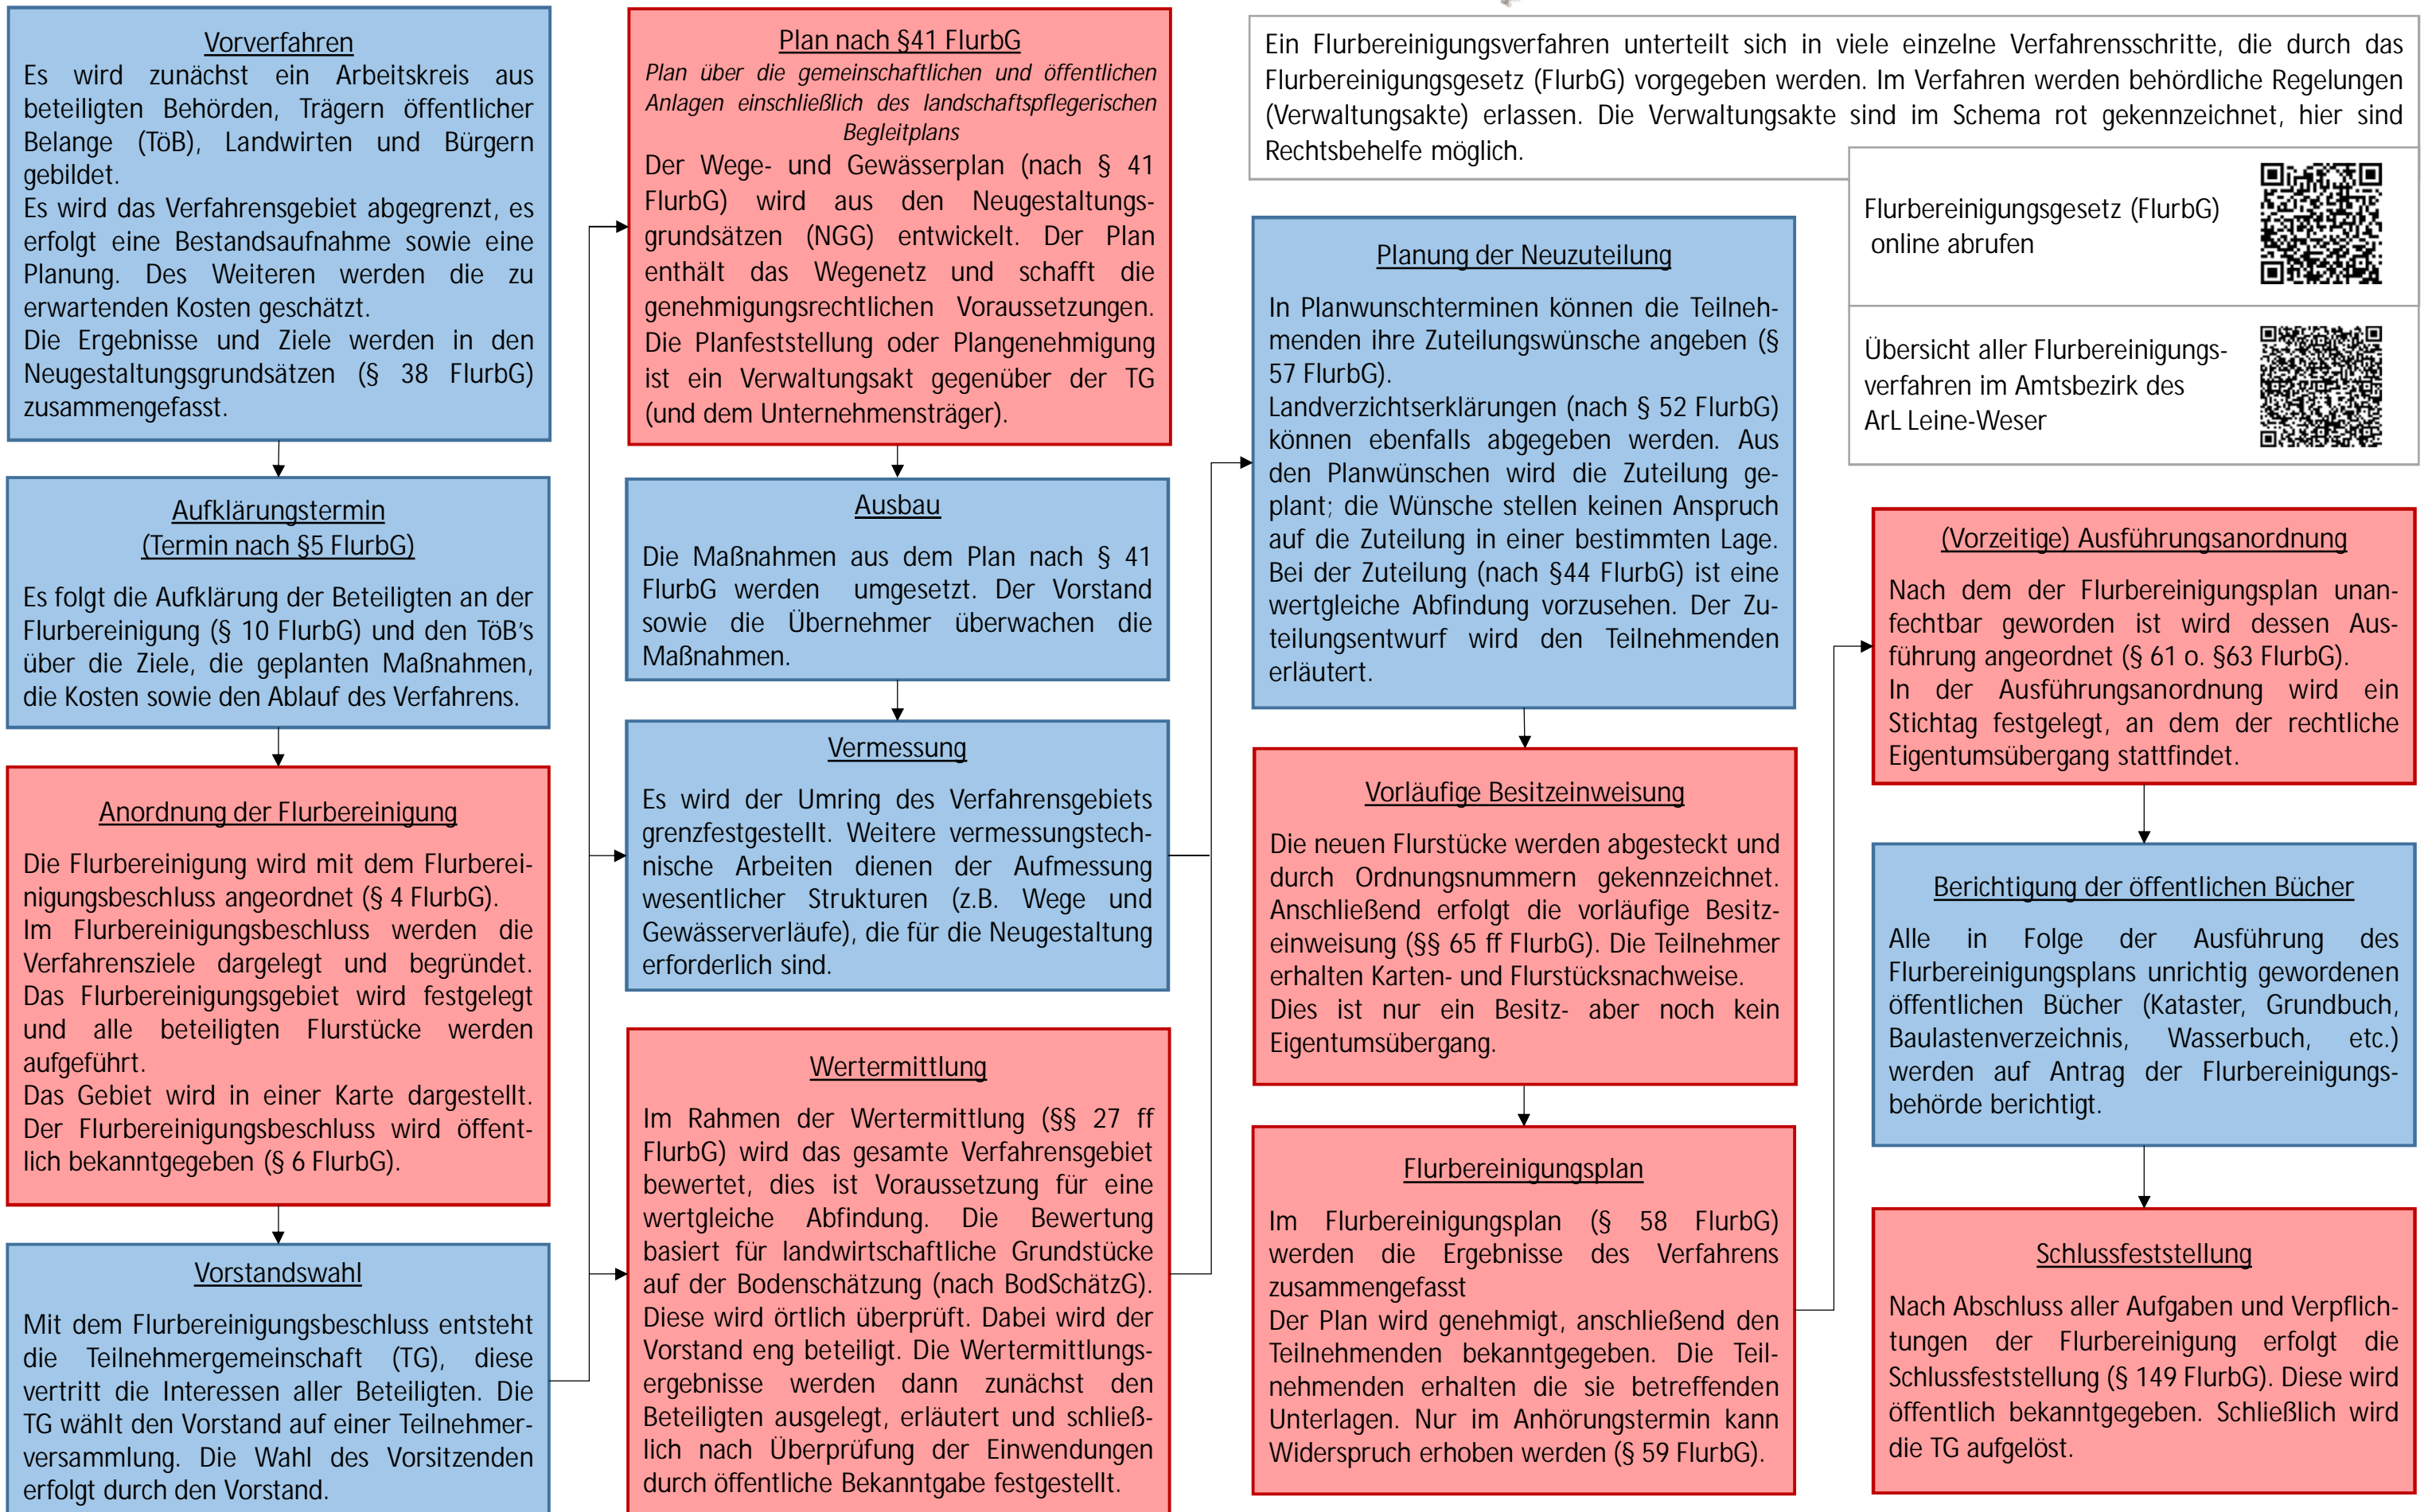 Vorverfahren
Es wird zunächst ein Arbeitskreis aus
beteiligten Behörden, Trägern öffentlicher
Belange (TöB), Landwirten und Bürgern
gebildet.
Es wird das Verfahrensgebiet abgegrenzt, es
erfolgt eine Bestandsaufnahme sowie eine
Planung. Des Weiteren werden die zu
erwartenden Kosten geschätzt.
Die Ergebnisse und Ziele werden in den
Neugestaltungsgrundsätzen (§ 38 FlurbG)
zusammengefasst.
Aufklärungstermin
(Termin nach §5 FlurbG)
Es folgt die Aufklärung der Beteiligten an der
Flurbereinigung (§ 10 FlurbG) und den TöB's
über die Ziele, die geplanten Maßnahmen,
die Kosten sowie den Ablauf des Verfahrens.
Anordnung der Flurbereinigung
Die Flurbereinigung wird mit dem Flurberei-
nigungsbeschluss angeordnet (§ 4 FlurbG).
Im Flurbereinigungsbeschluss werden die
Verfahrensziele dargelegt und begründet.
Das Flurbereinigungsgebiet wird festgelegt
und alle beteiligten Flurstücke werden
aufgeführt.
Das Gebiet wird in einer Karte dargestellt.
Der Flurbereinigungsbeschluss wird öffent-
lich bekanntgegeben (§ 6 FlurbG).
Vorstandswahl
Mit dem Flurbereinigungsbeschluss entsteht
die Teilnehmergemeinschaft (TG), diese
vertritt die Interessen aller Beteiligten. Die
TG wählt den Vorstand auf einer Teilnehmer-
versammlung. Die Wahl des Vorsitzenden
erfolgt durch den Vorstand.
Plan nach §41 FlurbG
Plan über die gemeinschaftlichen und öffentlichen
Anlagen einschließlich des landschaftspflegerischen
Begleitplans
Der Wege- und Gewässerplan (nach § 41
FlurbG) wird aus den Neugestaltungs-
grundsätzen (NGG) entwickelt. Der Plan
enthält das Wegenetz und schafft die
genehmigungsrechtlichen Voraussetzungen.
Die Planfeststellung oder Plangenehmigung
ist ein Verwaltungsakt gegenüber der TG
(und dem Unternehmensträger).
Ausbau
Die Maßnahmen aus dem Plan nach § 41
FlurbG werden umgesetzt. Der Vorstand
sowie die Übernehmer überwachen die
Maßnahmen.
Vermessung
Es wird der Umring des Verfahrensgebiets
grenzfestgestellt. Weitere vermessungstech-
nische Arbeiten dienen der Aufmessung
wesentlicher Strukturen (z.B. Wege und
Gewässerverläufe), die für die Neugestaltung
erforderlich sind.
Wertermittlung
Im Rahmen der Wertermittlung (§§ 27 ff
FlurbG) wird das gesamte Verfahrensgebiet
bewertet, dies ist Voraussetzung für eine
wertgleiche Abfindung. Die Bewertung
basiert für landwirtschaftliche Grundstücke
auf der Bodenschätzung (nach BodSchätzG).
Diese wird örtlich überprüft. Dabei wird der
Vorstand eng beteiligt. Die Wertermittlungs-
ergebnisse werden dann zunächst den
Beteiligten ausgelegt, erläutert und schließ-
lich nach Überprüfung der Einwendungen
durch öffentliche Bekanntgabe festgestellt.
Ein Flurbereinigungsverfahren unterteilt sich in viele einzelne Verfahrensschritte, die durch das
Flurbereinigungsgesetz (FlurbG) vorgegeben werden. Im Verfahren werden behördliche Regelungen
(Verwaltungsakte) erlassen. Die Verwaltungsakte sind im Schema rot gekennzeichnet, hier sind
Rechtsbehelfe möglich.
Flurbereinigungsgesetz (FlurbG)
online abrufen
Übersicht aller Flurbereinigungs-
verfahren im Amtsbezirk des
ArL Leine-Weser
Planung der Neuzuteilung
In Planwunschterminen können die Teilneh-
menden ihre Zuteilungswünsche angeben (§
57 FlurbG).
Landverzichtserklärungen (nach § 52 FlurbG)
können ebenfalls abgegeben werden. Aus
den Planwünschen wird die Zuteilung ge-
plant; die Wünsche stellen keinen Anspruch
auf die Zuteilung in einer bestimmten Lage.
Bei der Zuteilung (nach §44 FlurbG) ist eine
wertgleiche Abfindung vorzusehen. Der Zu-
teilungsentwurf wird den Teilnehmenden
erläutert.
Vorläufige Besitzeinweisung
Die neuen Flurstücke werden abgesteckt und
durch Ordnungsnummern gekennzeichnet.
Anschließend erfolgt die vorläufige Besitz-
einweisung (§§ 65 ff FlurbG). Die Teilnehmer
erhalten Karten- und Flurstücksnachweise.
Dies ist nur ein Besitz- aber noch kein
Eigentumsübergang.
Flurbereinigungsplan
Im Flurbereinigungsplan (§ 58 FlurbG)
werden die Ergebnisse des Verfahrens
zusammengefasst
Der Plan wird genehmigt, anschließend den
Teilnehmenden bekanntgegeben. Die Teil-
nehmenden erhalten die sie betreffenden
Unterlagen. Nur im Anhörungstermin kann
Widerspruch erhoben werden (§ 59 FlurbG).
(Vorzeitige) Ausführungsanordnung
Nach dem der Flurbereinigungsplan unan-
fechtbar geworden ist wird dessen Aus-
führung angeordnet (§ 61 o. §63 FlurbG).
In der Ausführungsanordnung wird ein
Stichtag festgelegt, an dem der rechtliche
Eigentumsübergang stattfindet.
Berichtigung der öffentlichen Bücher
Alle in Folge der Ausführung des
Flurbereinigungsplans unrichtig gewordenen
öffentlichen Bücher (Kataster, Grundbuch,
Baulastenverzeichnis, Wasserbuch, etc.)
werden auf Antrag der Flurbereinigungs-
behörde berichtigt.
Schlussfeststellung
Nach Abschluss aller Aufgaben und Verpflich-
tungen der Flurbereinigung erfolgt die
Schlussfeststellung (§ 149 FlurbG). Diese wird
öffentlich bekanntgegeben. Schließlich wird
die TG aufgelöst.